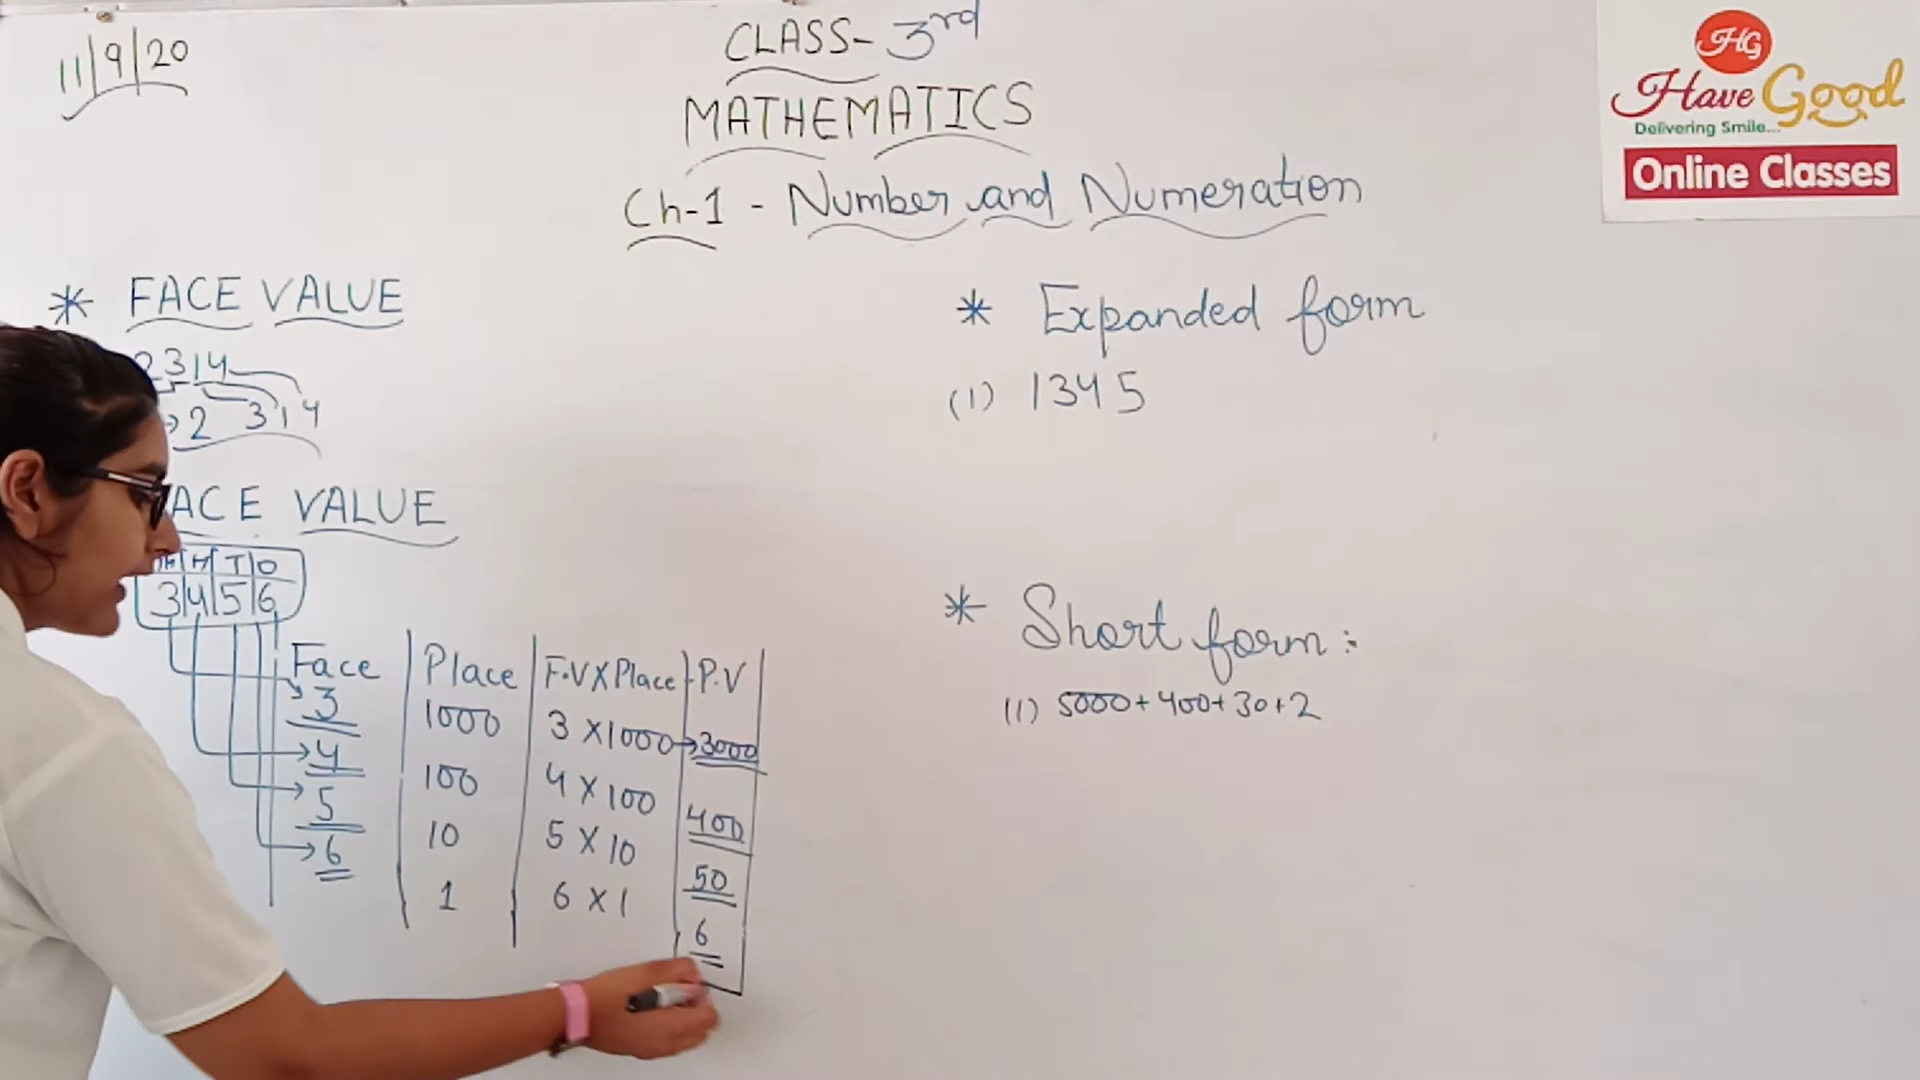 11/9/20
CLASS- 3rd
MATHEMATICS
Ch-1 - Number and Numeration
HG
Have Good
Delivering Smile...
Online Classes
* FACE VALUE
2314
→ 2 314
ACE VALUE
H T O
3 4 5 6
Face Place F.V X Place P.V
3 1000 3 X 1000 → 3000
4 100 4 X 100 400
5 10 5 X 10 50
6 1 6 X 1 6
* Expanded form
(1) 1345
* Short form :
(1) 5000+400+30+2